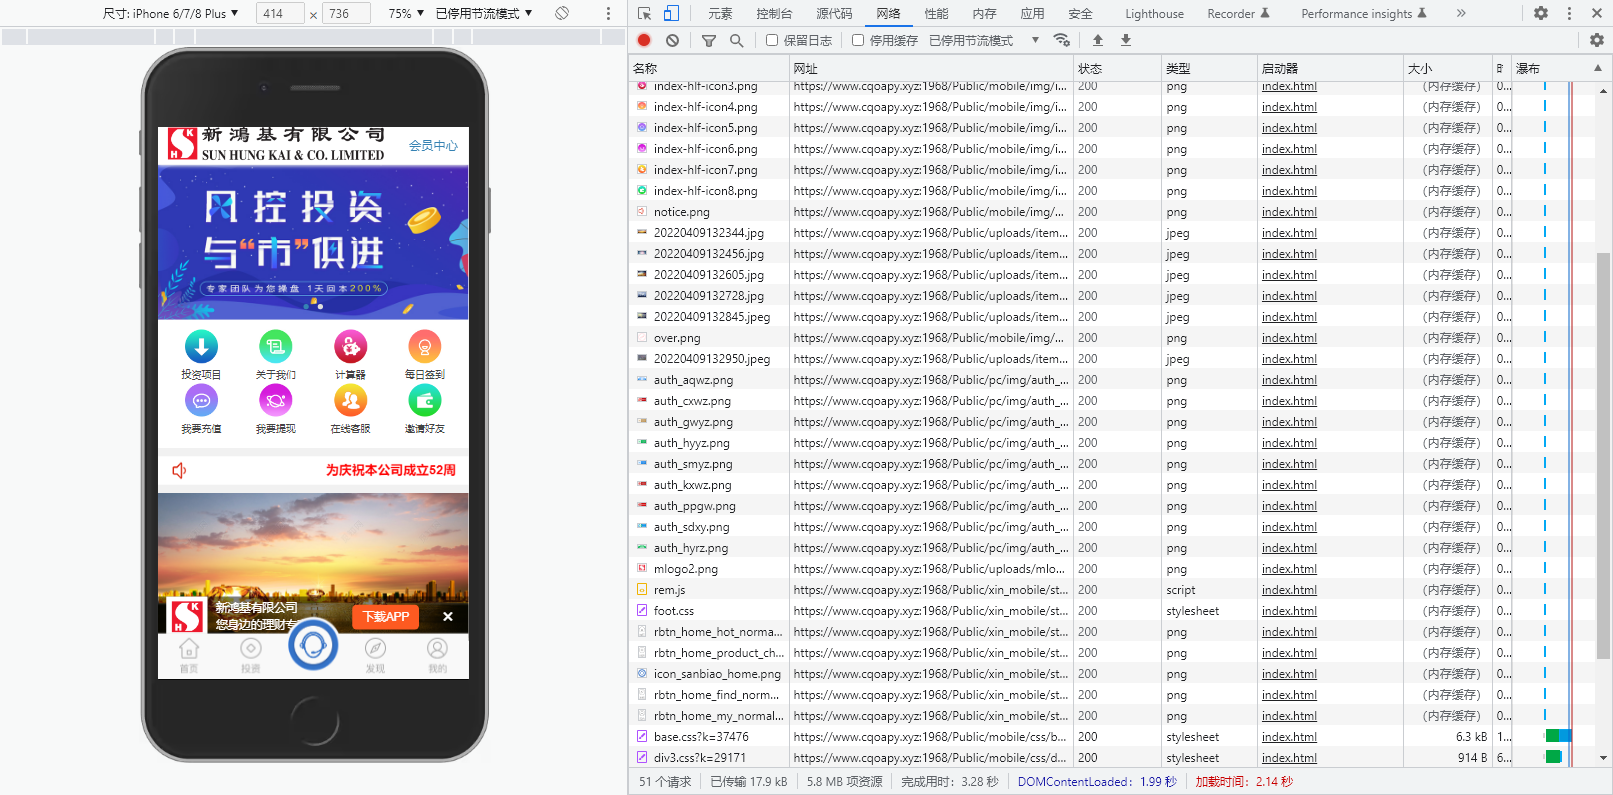 尺寸: iPhone 6/7/8 Plus ▼ 414 × 736 75% ▼ 已停用节流模式 ▼
新鸿基有限公司
SUN HUNG KAI & CO. LIMITED
会员中心
风控投资
与“市”俱进
专家团队为您操盘 1天回本200%
投资项目 关于我们 计算器 每日签到
我要充值 我要提现 在线客服 邀请好友
为庆祝本公司成立52周
新鸿基有限公司
您身边的理财专
下载APP
首页 投资 发现 我的
元素 控制台 源代码 网络 性能 内存 应用 安全 Lighthouse Recorder Performance insights
保留日志 停用缓存 已停用节流模式
名称 网址 状态 类型 启动器 大小 瀑布
index-hlf-icon3.png https://www.cqoapy.xyz:1968/Public/mobile/img/i... 200 png index.html (内存缓存) 0...
index-hlf-icon4.png https://www.cqoapy.xyz:1968/Public/mobile/img/i... 200 png index.html (内存缓存) 0...
index-hlf-icon5.png https://www.cqoapy.xyz:1968/Public/mobile/img/i... 200 png index.html (内存缓存) 0...
index-hlf-icon6.png https://www.cqoapy.xyz:1968/Public/mobile/img/i... 200 png index.html (内存缓存) 0...
index-hlf-icon7.png https://www.cqoapy.xyz:1968/Public/mobile/img/i... 200 png index.html (内存缓存) 0...
index-hlf-icon8.png https://www.cqoapy.xyz:1968/Public/mobile/img/i... 200 png index.html (内存缓存) 0...
notice.png https://www.cqoapy.xyz:1968/Public/mobile/img/... 200 png index.html (内存缓存) 0...
20220409132344.jpg https://www.cqoapy.xyz:1968/Public/uploads/item... 200 jpeg index.html (内存缓存) 0...
20220409132456.jpg https://www.cqoapy.xyz:1968/Public/uploads/item... 200 jpeg index.html (内存缓存) 0...
20220409132605.jpg https://www.cqoapy.xyz:1968/Public/uploads/item... 200 jpeg index.html (内存缓存) 0...
20220409132728.jpg https://www.cqoapy.xyz:1968/Public/uploads/item... 200 jpeg index.html (内存缓存) 0...
20220409132845.jpeg https://www.cqoapy.xyz:1968/Public/uploads/item... 200 jpeg index.html (内存缓存) 0...
over.png https://www.cqoapy.xyz:1968/Public/mobile/img/... 200 png index.html (内存缓存) 0...
20220409132950.jpeg https://www.cqoapy.xyz:1968/Public/uploads/item... 200 jpeg index.html (内存缓存) 0...
auth_aqwz.png https://www.cqoapy.xyz:1968/Public/pc/img/auth_... 200 png index.html (内存缓存) 0...
auth_cxwz.png https://www.cqoapy.xyz:1968/Public/pc/img/auth_... 200 png index.html (内存缓存) 0...
auth_gwyz.png https://www.cqoapy.xyz:1968/Public/pc/img/auth_... 200 png index.html (内存缓存) 0...
auth_hyyz.png https://www.cqoapy.xyz:1968/Public/pc/img/auth_... 200 png index.html (内存缓存) 0...
auth_smyz.png https://www.cqoapy.xyz:1968/Public/pc/img/auth_... 200 png index.html (内存缓存) 0...
auth_kxwz.png https://www.cqoapy.xyz:1968/Public/pc/img/auth_... 200 png index.html (内存缓存) 0...
auth_ppgw.png https://www.cqoapy.xyz:1968/Public/pc/img/auth_... 200 png index.html (内存缓存) 0...
auth_sdxy.png https://www.cqoapy.xyz:1968/Public/pc/img/auth_... 200 png index.html (内存缓存) 0...
auth_hyrz.png https://www.cqoapy.xyz:1968/Public/pc/img/auth_... 200 png index.html (内存缓存) 0...
mlogo2.png https://www.cqoapy.xyz:1968/Public/uploads/mlo... 200 png index.html (内存缓存) 0...
rem.js https://www.cqoapy.xyz:1968/Public/xin_mobile/st... 200 script index.html (内存缓存) 0...
foot.css https://www.cqoapy.xyz:1968/Public/xin_mobile/st... 200 stylesheet index.html (内存缓存) 0...
rbtn_home_hot_norma... https://www.cqoapy.xyz:1968/Public/xin_mobile/st... 200 png index.html (内存缓存) 0...
rbtn_home_product_ch... https://www.cqoapy.xyz:1968/Public/xin_mobile/st... 200 png index.html (内存缓存) 0...
icon_sanbiao_home.png https://www.cqoapy.xyz:1968/Public/xin_mobile/st... 200 png index.html (内存缓存) 0...
rbtn_home_find_norm... https://www.cqoapy.xyz:1968/Public/xin_mobile/st... 200 png index.html (内存缓存) 0...
rbtn_home_my_normal... https://www.cqoapy.xyz:1968/Public/xin_mobile/st... 200 png index.html (内存缓存) 0...
base.css?k=37476 https://www.cqoapy.xyz:1968/Public/mobile/css/b... 200 stylesheet index.html 6.3 kB 1...
div3.css?k=29171 https://www.cqoapy.xyz:1968/Public/mobile/css/d... 200 stylesheet index.html 914 B 6...
51 个请求 已传输 17.9 kB 5.8 MB 项资源 完成用时: 3.28 秒 DOMContentLoaded: 1.99 秒 加载时间: 2.14 秒